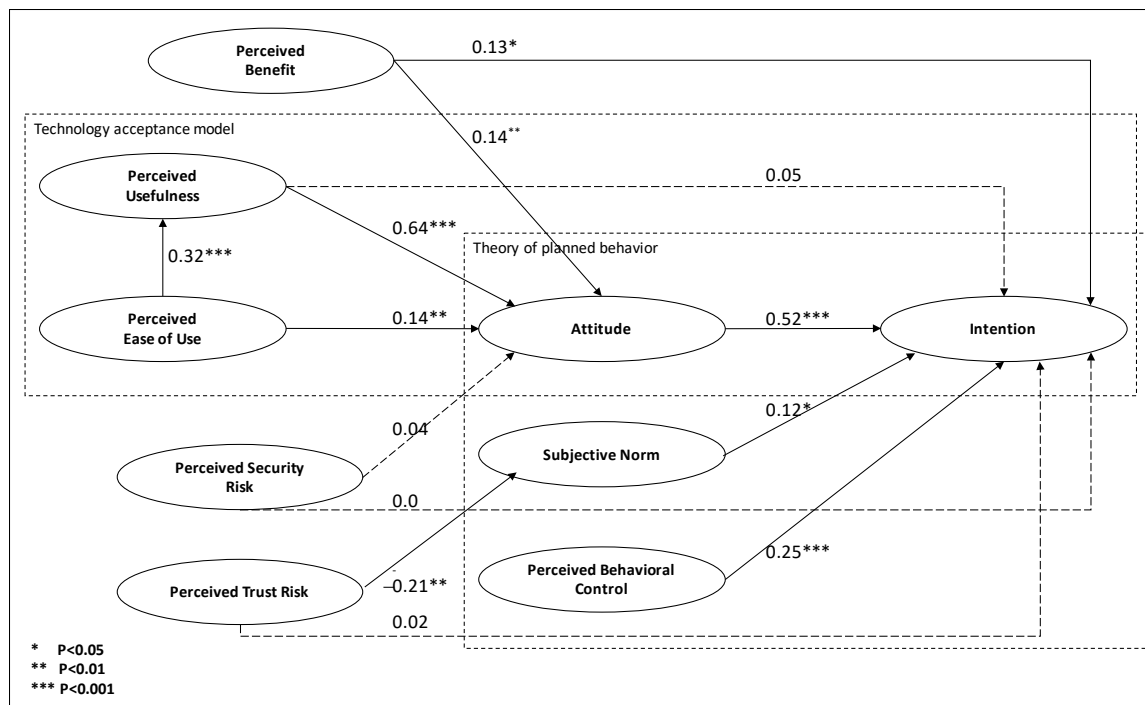 Perceived
Benefit
0.13*
Technology acceptance model
0.14**
Perceived
Usefulness
0.05
0.64***
Theory of planned behavior
0.32***
Perceived
Ease of Use
0.14**
Attitude
0.52***
Intention
0.12*
0.04
Subjective Norm
Perceived Security
Risk
0.0
0.25***
Perceived Trust Risk
–0.21**
Perceived Behavioral
Control
0.02
* P<0.05
** P<0.01
*** P<0.001